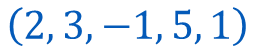 (2, 3, −1, 5, 1)